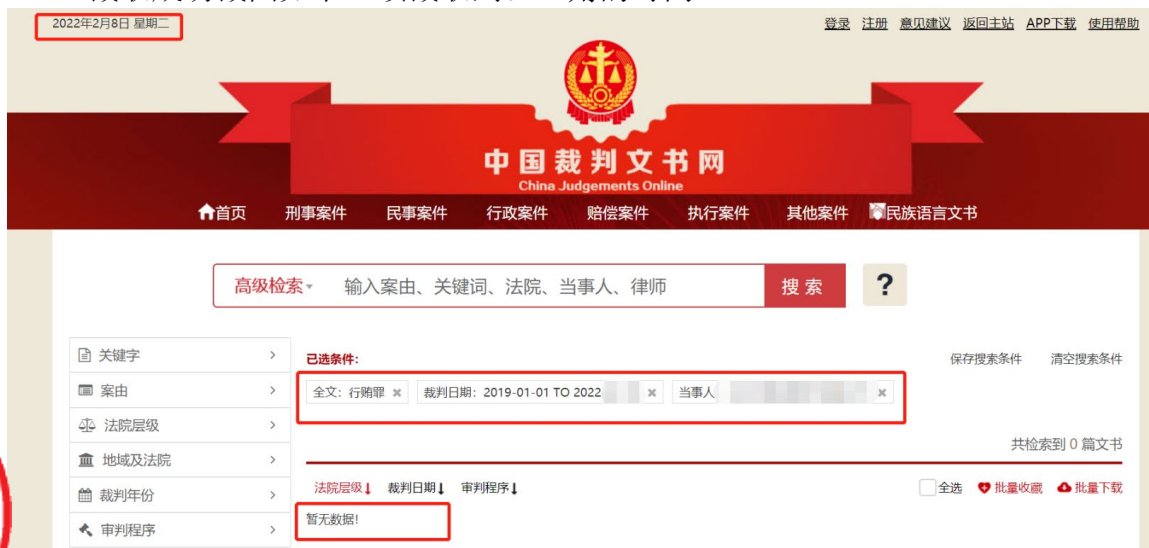 2022年2月8日 星期二
登录 注册 意见建议 返回主站 APP下载 使用帮助
中国裁判文书网
China Judgements Online
首页 刑事案件 民事案件 行政案件 赔偿案件 执行案件 其他案件 民族语言文书
高级检索 输入案由、关键词、法院、当事人、律师 搜索 ?
关键字
案由
法院层级
地域及法院
裁判年份
审判程序
已选条件:
保存搜索条件 清空搜索条件
全文: 行贿罪 × 裁判日期: 2019-01-01 TO 2022 × 当事人 ×
共检索到 0 篇文书
法院层级 裁判日期 审判程序
全选 批量收藏 批量下载
暂无数据!